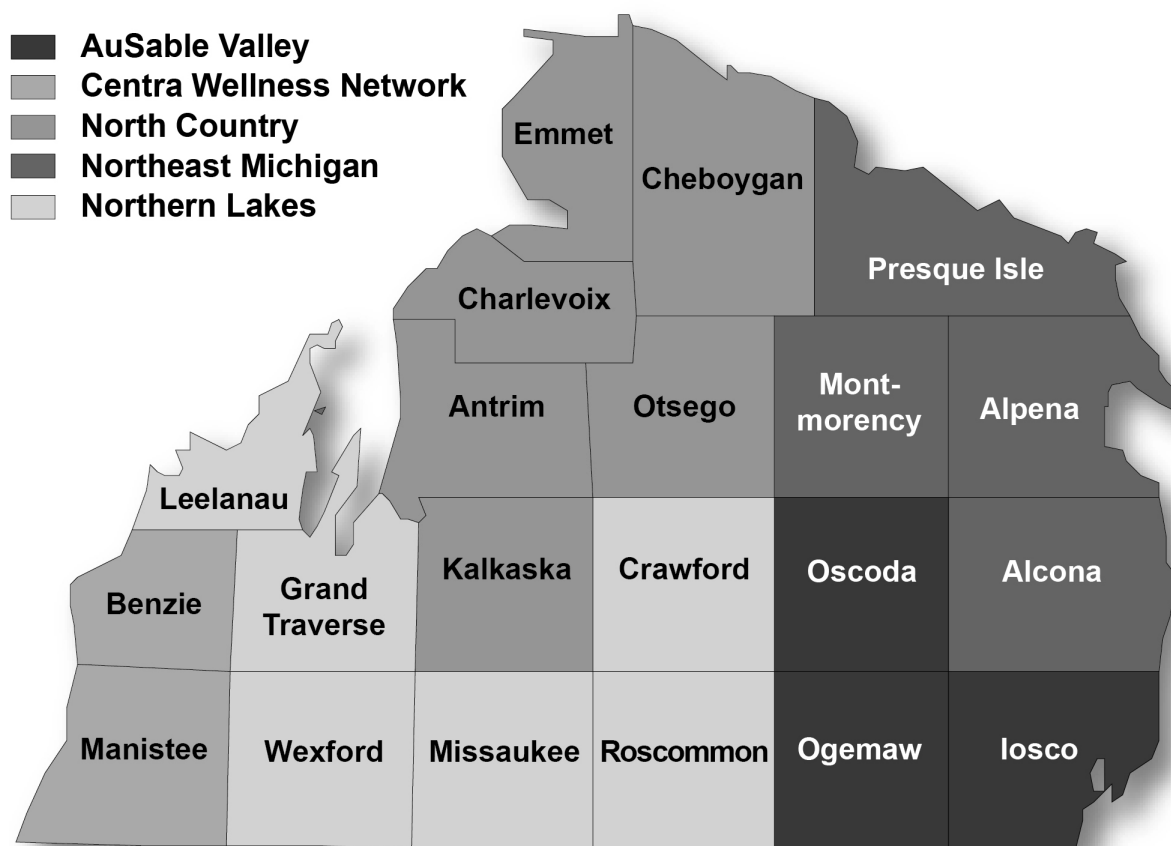 AuSable Valley
Centra Wellness Network
North Country
Northeast Michigan
Northern Lakes
Emmet
Cheboygan
Presque Isle
Charlevoix
Antrim
Otsego
Mont-
morency
Alpena
Leelanau
Benzie
Grand
Traverse
Kalkaska
Crawford
Oscoda
Alcona
Manistee
Wexford
Missaukee
Roscommon
Ogemaw
Iosco